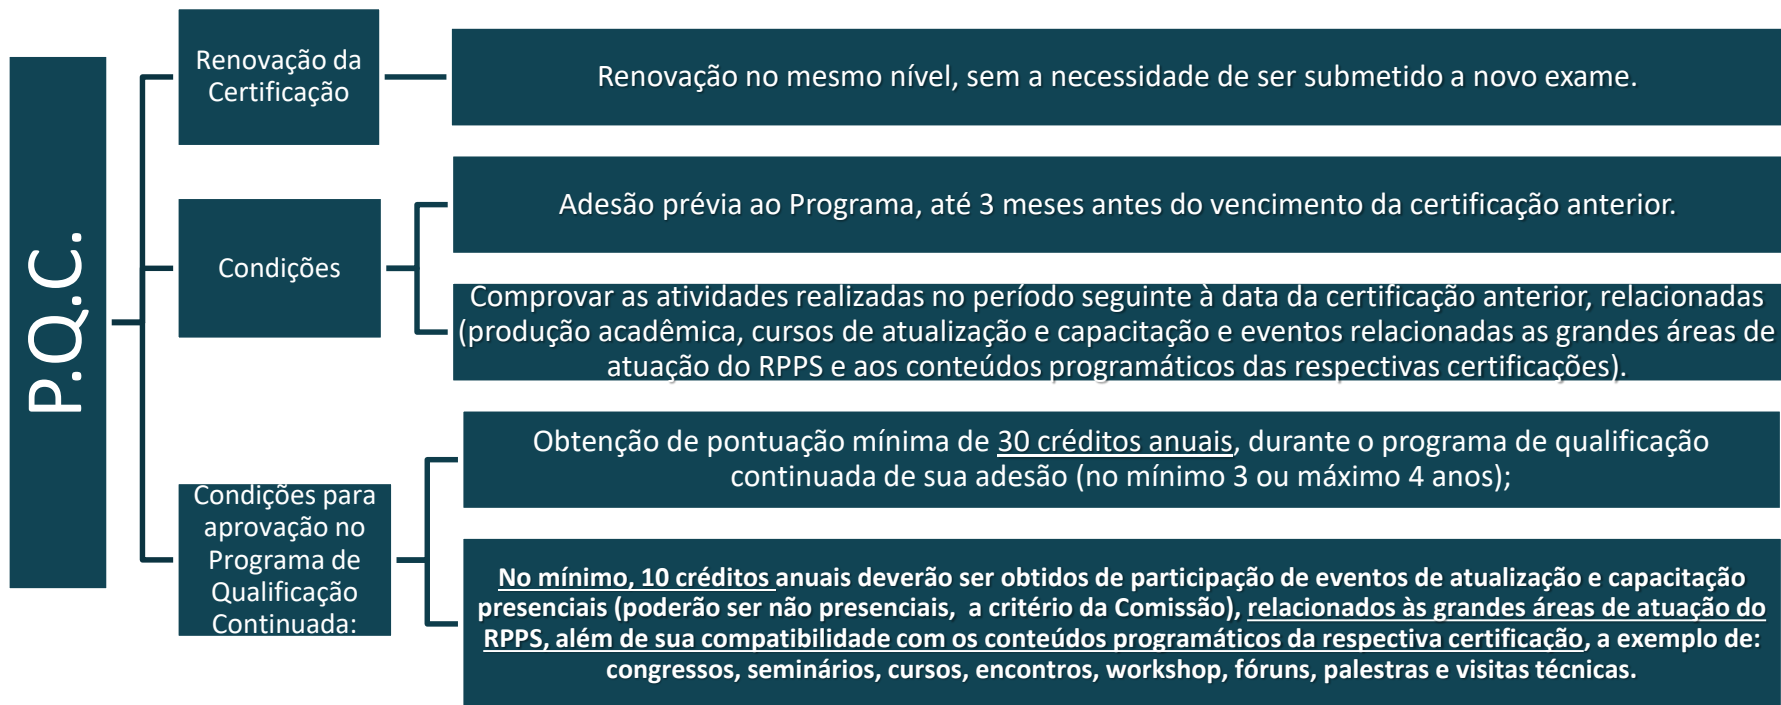 P.Q.C.
Renovação da
Certificação
Renovação no mesmo nível, sem a necessidade de ser submetido a novo exame.
Condições
Adesão prévia ao Programa, até 3 meses antes do vencimento da certificação anterior.
Comprovar as atividades realizadas no período seguinte à data da certificação anterior, relacionadas
(produção acadêmica, cursos de atualização e capacitação e eventos relacionadas as grandes áreas de
atuação do RPPS e aos conteúdos programáticos das respectivas certificações).
Condições para
aprovação no
Programa de
Qualificação
Continuada:
Obtenção de pontuação mínima de 30 créditos anuais, durante o programa de qualificação
continuada de sua adesão (no mínimo 3 ou máximo 4 anos);
No mínimo, 10 créditos anuais deverão ser obtidos de participação de eventos de atualização e capacitação
presenciais (poderão ser não presenciais, a critério da Comissão), relacionados às grandes áreas de atuação do
RPPS, além de sua compatibilidade com os conteúdos programáticos da respectiva certificação, a exemplo de:
congressos, seminários, cursos, encontros, workshop, fóruns, palestras e visitas técnicas.